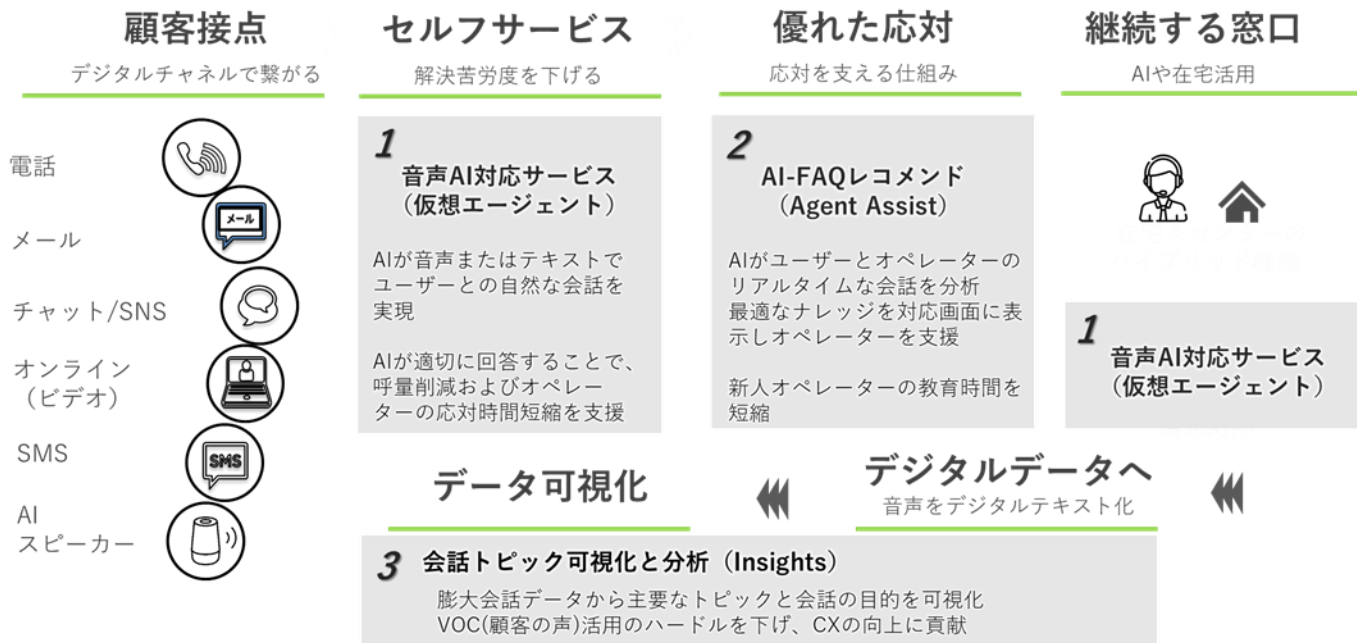 顧客接点
デジタルチャネルで繋がる
電話
メール
メール
チャット/SNS
オンライン
（ビデオ）
SMS
SMS
AI
スピーカー
セルフサービス
解決苦労度を下げる
1
音声AI対応サービス
（仮想エージェント）
AIが音声またはテキストで
ユーザーとの自然な会話を
実現
AIが適切に回答することで、
呼量削減およびオペレー
ターの応対時間短縮を支援
優れた応対
応対を支える仕組み
2
AI-FAQレコメンド
（Agent Assist）
AIがユーザーとオペレーターの
リアルタイムな会話を分析
最適なナレッジを対応画面に表
示しオペレーターを支援
新人オペレーターの教育時間を
短縮
継続する窓口
AIや在宅活用
1
音声AI対応サービス
（仮想エージェント）
デジタルデータへ
音声をデジタルテキスト化
データ可視化
3 会話トピック可視化と分析（Insights）
膨大会話データから主要なトピックと会話の目的を可視化
VOC(顧客の声)活用のハードルを下げ、CXの向上に貢献